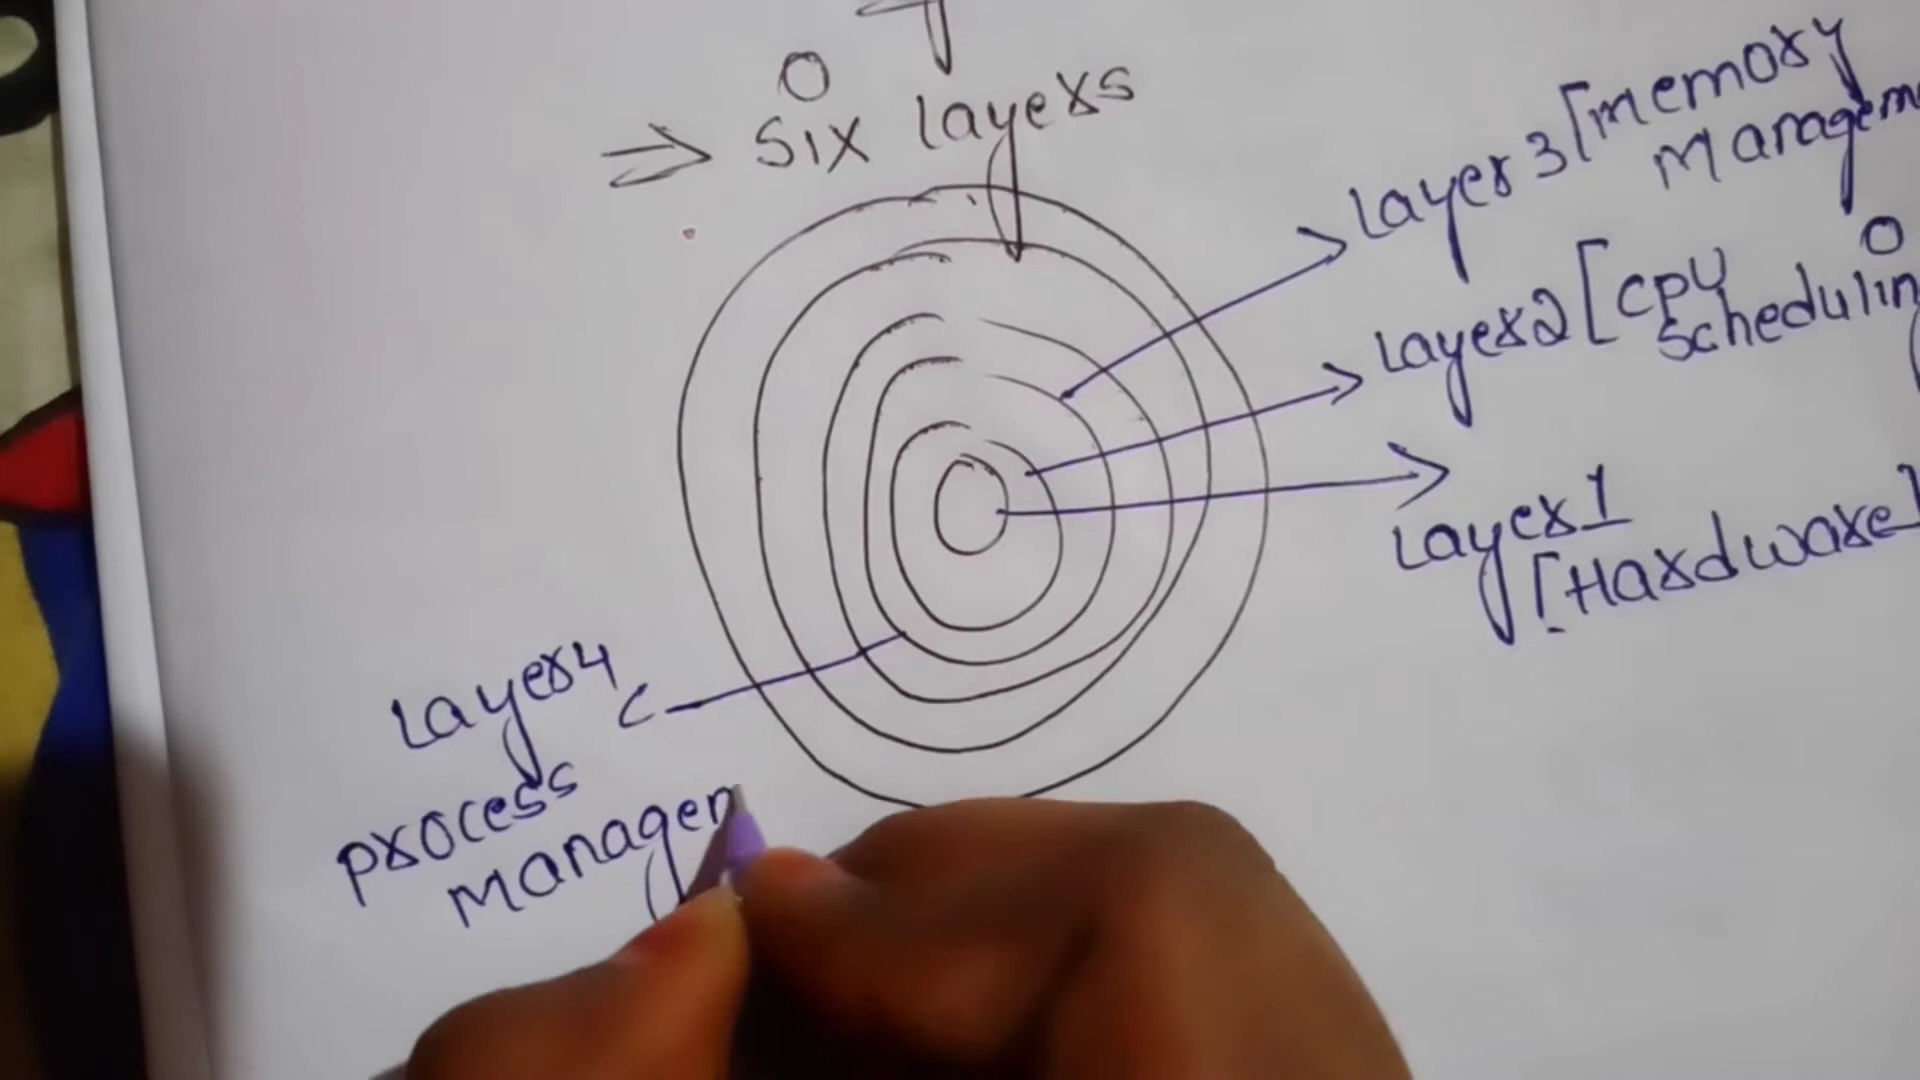 ⇒ Six layers
Layer 3 [Memory
Managem
Layer 2 [CPU
Scheduling
Layer 1
[Hardware]
Layer 4
process
Managem